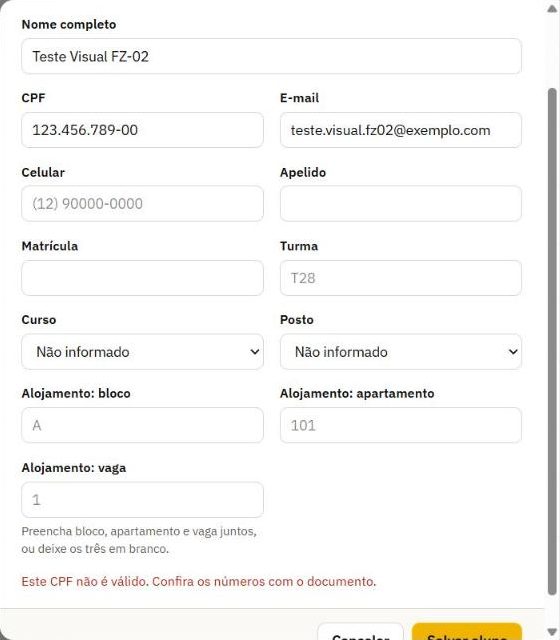 Nome completo
Teste Visual FZ-02
CPF
E-mail
123.456.789-00
teste.visual.fz02@exemplo.com
Celular
Apelido
(12) 90000-0000
Matrícula
Turma
T28
Curso
Posto
Não informado
Não informado
Alojamento: bloco
Alojamento: apartamento
A
101
Alojamento: vaga
1
Preencha bloco, apartamento e vaga juntos,
ou deixe os três em branco.
Este CPF não é válido. Confira os números com o documento.
Cancelar
Salvar aluno